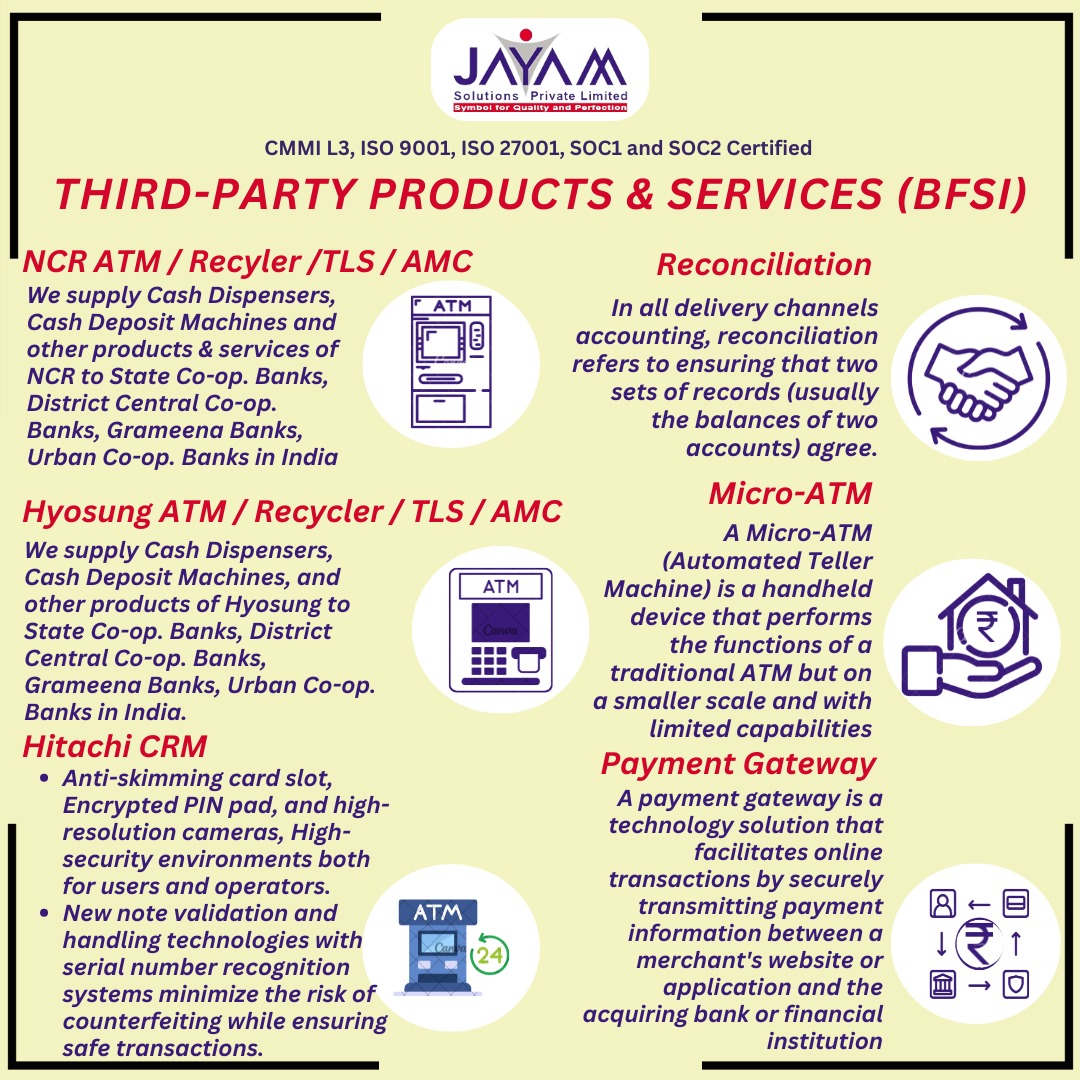 JAYAM
Solutions Private Limited
Symbol for Quality and Perfection
CMMI L3, ISO 9001, ISO 27001, SOC1 and SOC2 Certified
THIRD-PARTY PRODUCTS & SERVICES (BFSI)
NCR ATM / Recyler /TLS / AMC
We supply Cash Dispensers,
Cash Deposit Machines and
other products & services of
NCR to State Co-op. Banks,
District Central Co-op.
Banks, Grameena Banks,
Urban Co-op. Banks in India
ATM
Hyosung ATM / Recycler / TLS / AMC
We supply Cash Dispensers,
Cash Deposit Machines, and
other products of Hyosung to
State Co-op. Banks, District
Central Co-op. Banks,
Grameena Banks, Urban Co-op.
Banks in India.
ATM
Canva
Hitachi CRM
• Anti-skimming card slot,
Encrypted PIN pad, and high-
resolution cameras, High-
security environments both
for users and operators.
• New note validation and
handling technologies with
serial number recognition
systems minimize the risk of
counterfeiting while ensuring
safe transactions.
ATM
Canva
24
Reconciliation
In all delivery channels
accounting, reconciliation
refers to ensuring that two
sets of records (usually
the balances of two
accounts) agree.
Micro-ATM
A Micro-ATM
(Automated Teller
Machine) is a handheld
device that performs
the functions of a
traditional ATM but on
a smaller scale and with
limited capabilities
₹
Payment Gateway
A payment gateway is a
technology solution that
facilitates online
transactions by securely
transmitting payment
information between a
merchant's website or
application and the
acquiring bank or financial
institution
₹